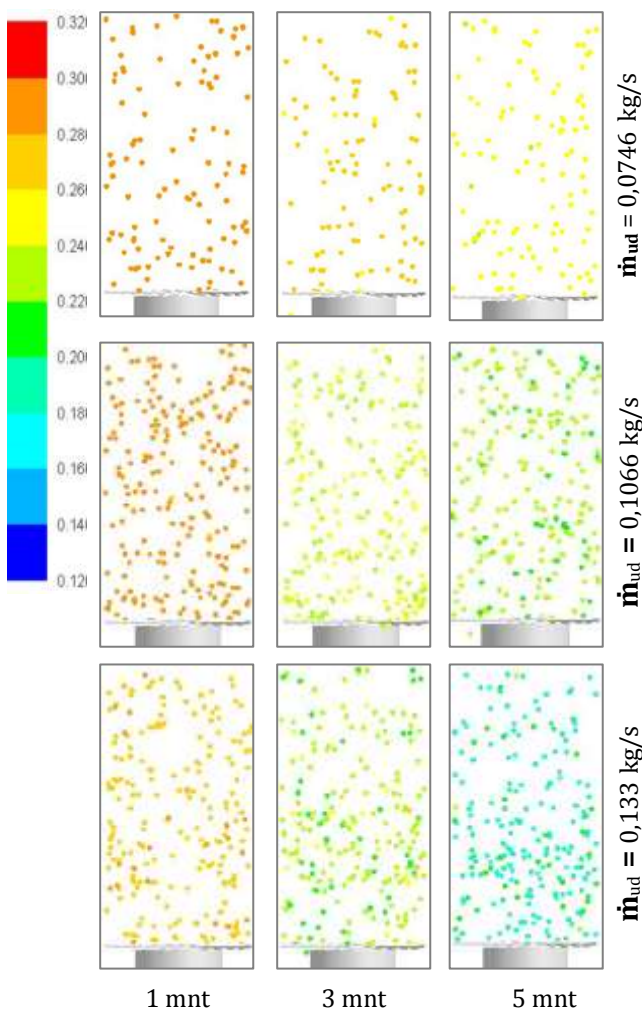 0.320
0.300
0.280
0.260
0.240
0.220
0.200
0.180
0.160
0.140
0.120
ṁud = 0,0746 kg/s
ṁud = 0,1066 kg/s
ṁud = 0,133 kg/s
1 mnt
3 mnt
5 mnt